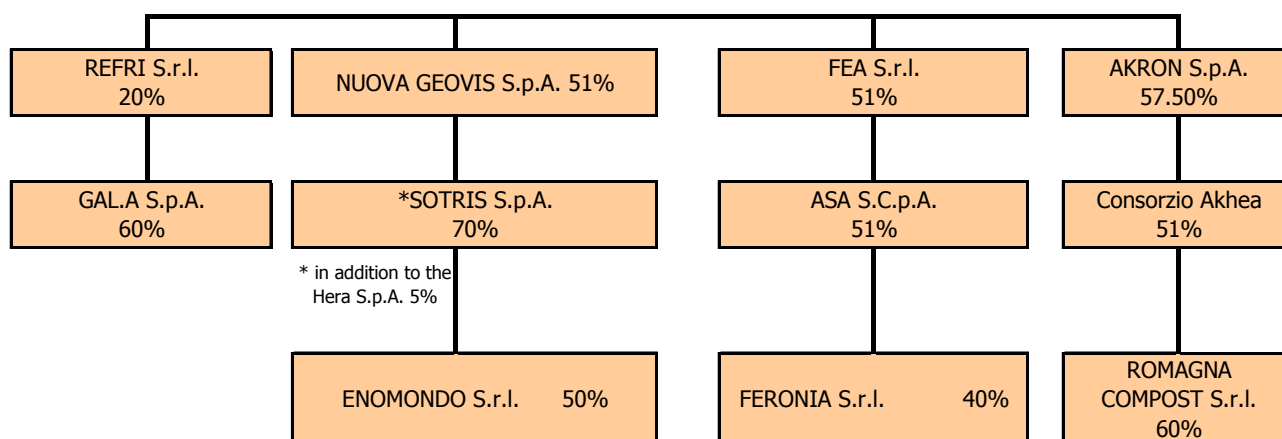 REFRI S.r.l.
20%
NUOVA GEOVIS S.p.A. 51%
FEA S.r.l.
51%
AKRON S.p.A.
57.50%
GAL.A S.p.A.
60%
*SOTRIS S.p.A.
70%
ASA S.C.p.A.
51%
Consorzio Akhea
51%
* in addition to the
Hera S.p.A. 5%
ENOMONDO S.r.l. 50%
FERONIA S.r.l. 40%
ROMAGNA
COMPOST S.r.l.
60%